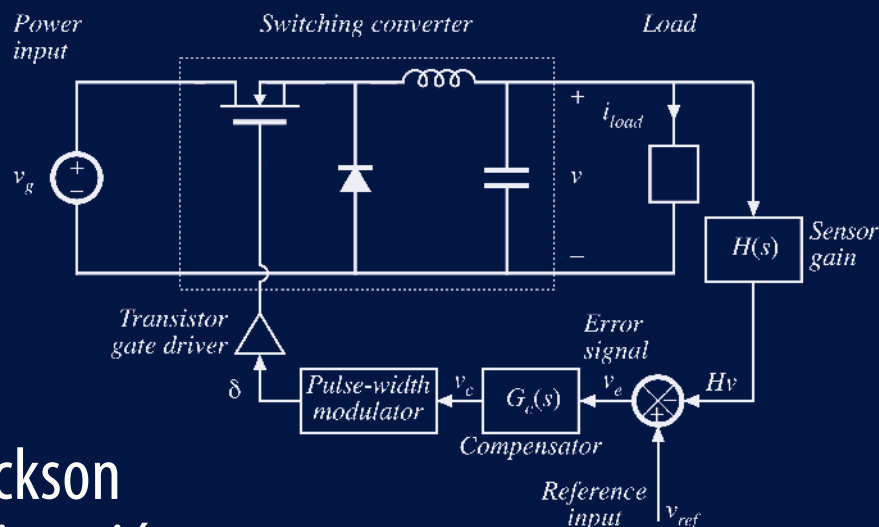 Power input
Switching converter
Load
+
i_load
v_g
+
−
v
−
H(s)
Sensor gain
Transistor gate driver
Error signal
δ
Pulse-width modulator
v_c
G_c(s)
v_e
−
+
Hv
Compensator
Reference input
v_ref
ckson